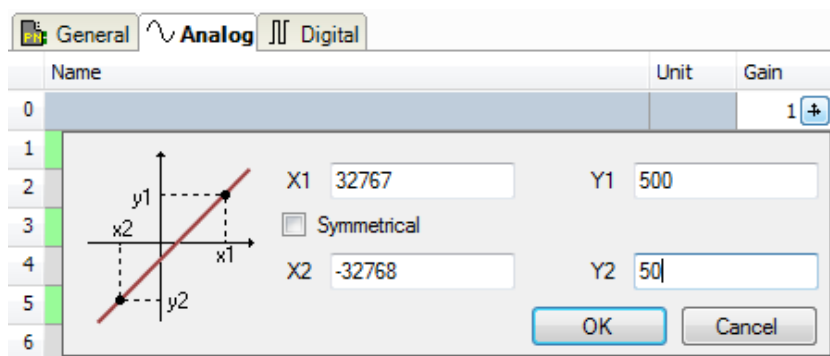 PN General Analog Digital
Name Unit Gain
0 1
1
2
3
4
5
6
y1
x2
x1
y2
X1 32767 Y1 500
Symmetrical
X2 -32768 Y2 50
OK Cancel